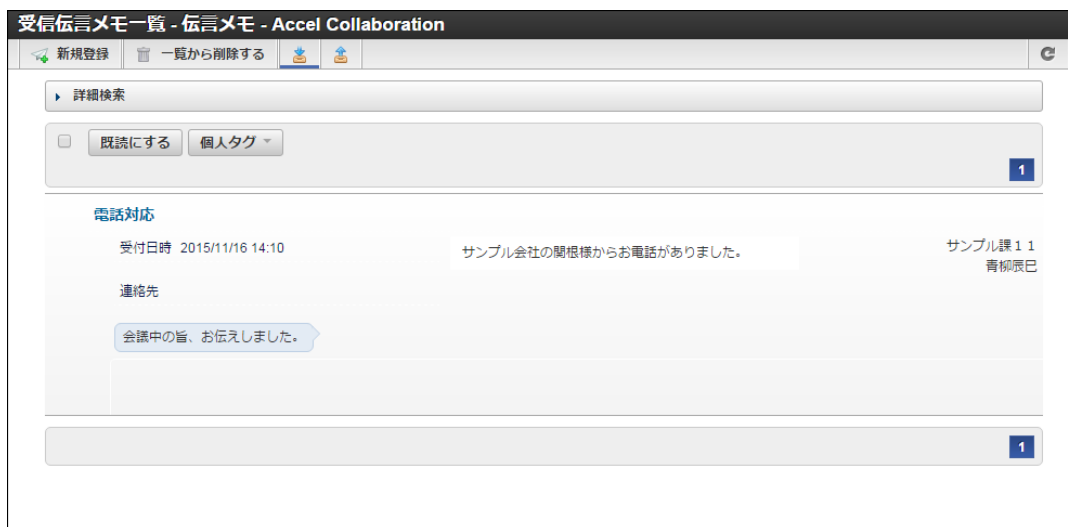 受信伝言メモ一覧 - 伝言メモ - Accel Collaboration
新規登録 一覧から削除する
詳細検索
既読にする 個人タグ
1
電話対応
受付日時 2015/11/16 14:10 サンプル会社の関根様からお電話がありました。 サンプル課１１
青柳辰巳
連絡先
会議中の旨、お伝えしました。
1